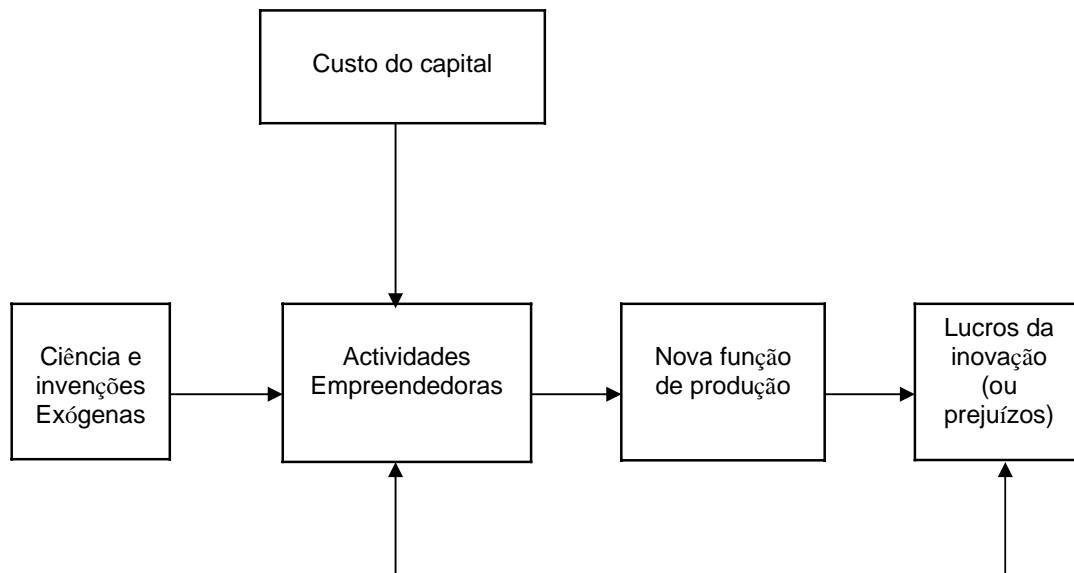 Custo do capital
Ciência e
invenções
Exógenas
Actividades
Empreendedoras
Nova função
de produção
Lucros da
inovação
(ou
prejuízos)